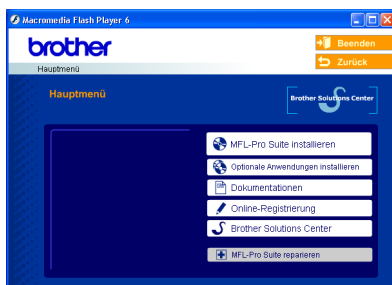 Macromedia Flash Player 6
brother
Beenden
Zurück
Hauptmenü
Hauptmenü
Brother Solutions Center
MFL-Pro Suite installieren
Optionale Anwendungen installieren
Dokumentationen
Online-Registrierung
Brother Solutions Center
MFL-Pro Suite reparieren